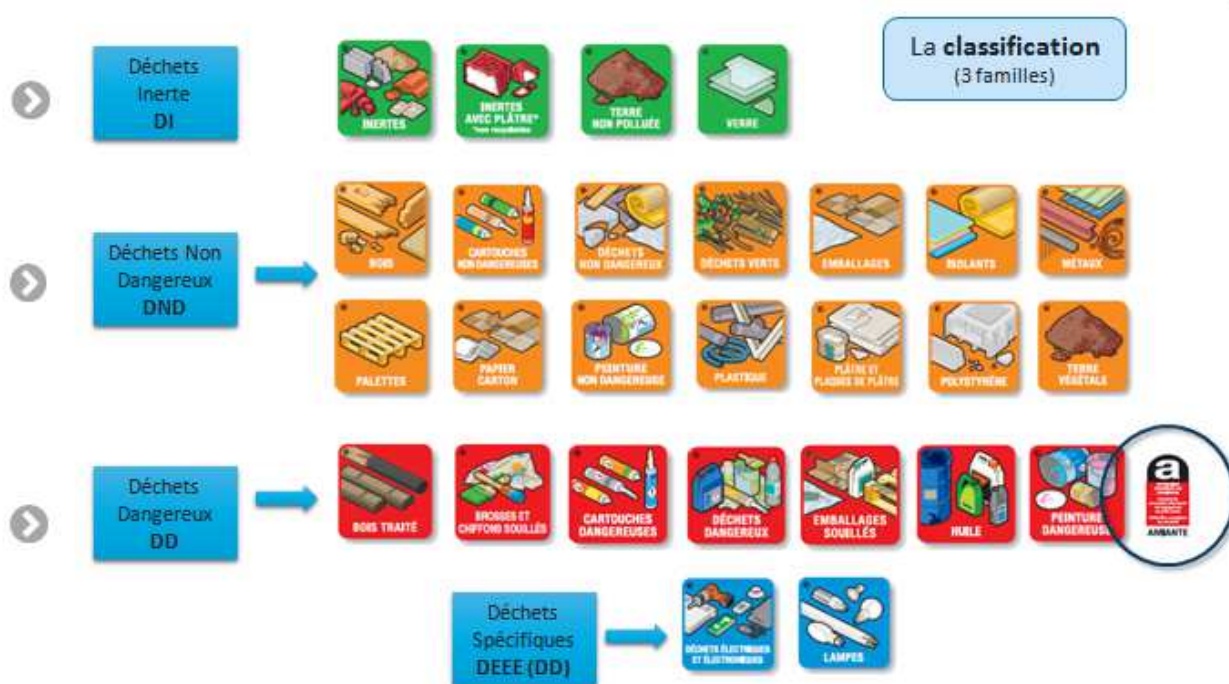 La classification
(3 familles)
Déchets
Inerte
DI
INERTES
INERTES
AVEC PLÂTRE*
*non recyclables
TERRE
NON POLLUÉE
VERRE
Déchets Non
Dangereux
DND
BOIS
CARTOUCHES
NON DANGEREUSES
DÉCHETS
NON DANGEREUX
DÉCHETS VERTS
EMBALLAGES
ISOLANTS
MÉTAUX
PALETTES
PAPIER
CARTON
PEINTURE
NON DANGEREUSE
PLASTIQUE
PLÂTRE ET
PLAQUES DE PLÂTRE
POLYSTYRÈNE
TERRE
VÉGÉTALE
Déchets
Dangereux
DD
BOIS TRAITÉ
BROSSES ET
CHIFFONS SOUILLÉS
CARTOUCHES
DANGEREUSES
DÉCHETS
DANGEREUX
EMBALLAGES
SOUILLÉS
HUILE
PEINTURE
DANGEREUSE
a
AMIANTE
Déchets
Spécifiques
DEEE (DD)
DÉCHETS ÉLECTRIQUES
ET ÉLECTRONIQUES
LAMPES